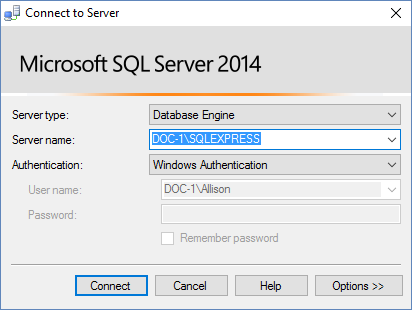 Connect to Server
Microsoft SQL Server 2014
Server type: Database Engine
Server name: DOC-1\SQLEXPRESS
Authentication: Windows Authentication
User name: DOC-1\Allison
Password:
Remember password
Connect Cancel Help Options >>